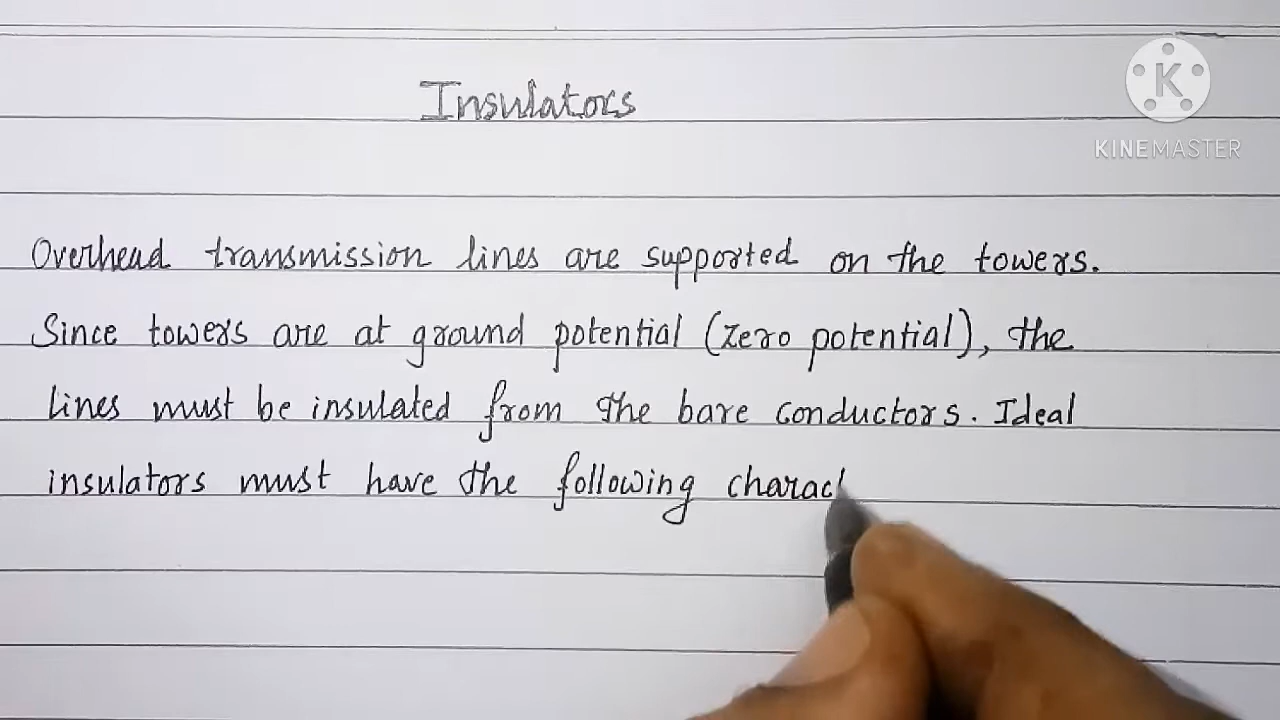 Insulators
K
KINEMASTER
Overhead transmission lines are supported on the towers.
Since towers are at ground potential (zero potential), the
lines must be insulated from the bare conductors. Ideal
insulators must have the following charact